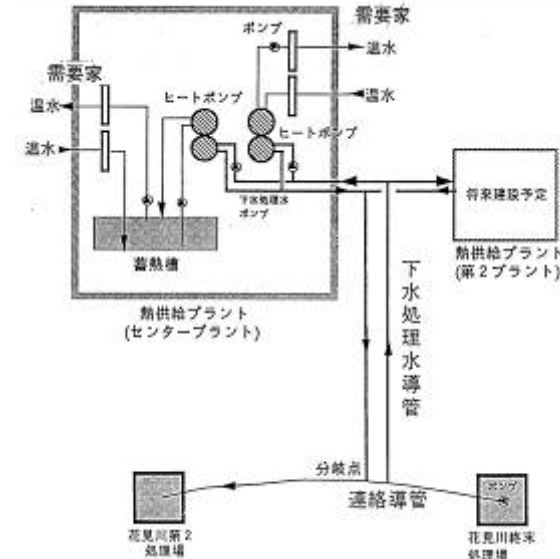 需要家
ポンプ
温水
需要家
温水
ヒートポンプ
温水
ヒートポンプ
温水
下水処理水
ポンプ
蓄熱槽
将来建設予定
熱供給プラント
(センタープラント)
熱供給プラント
(第2プラント)
下水処理水導管
分岐点
連絡導管
ポンプ
花見川第2
処理場
花見川終末
処理場